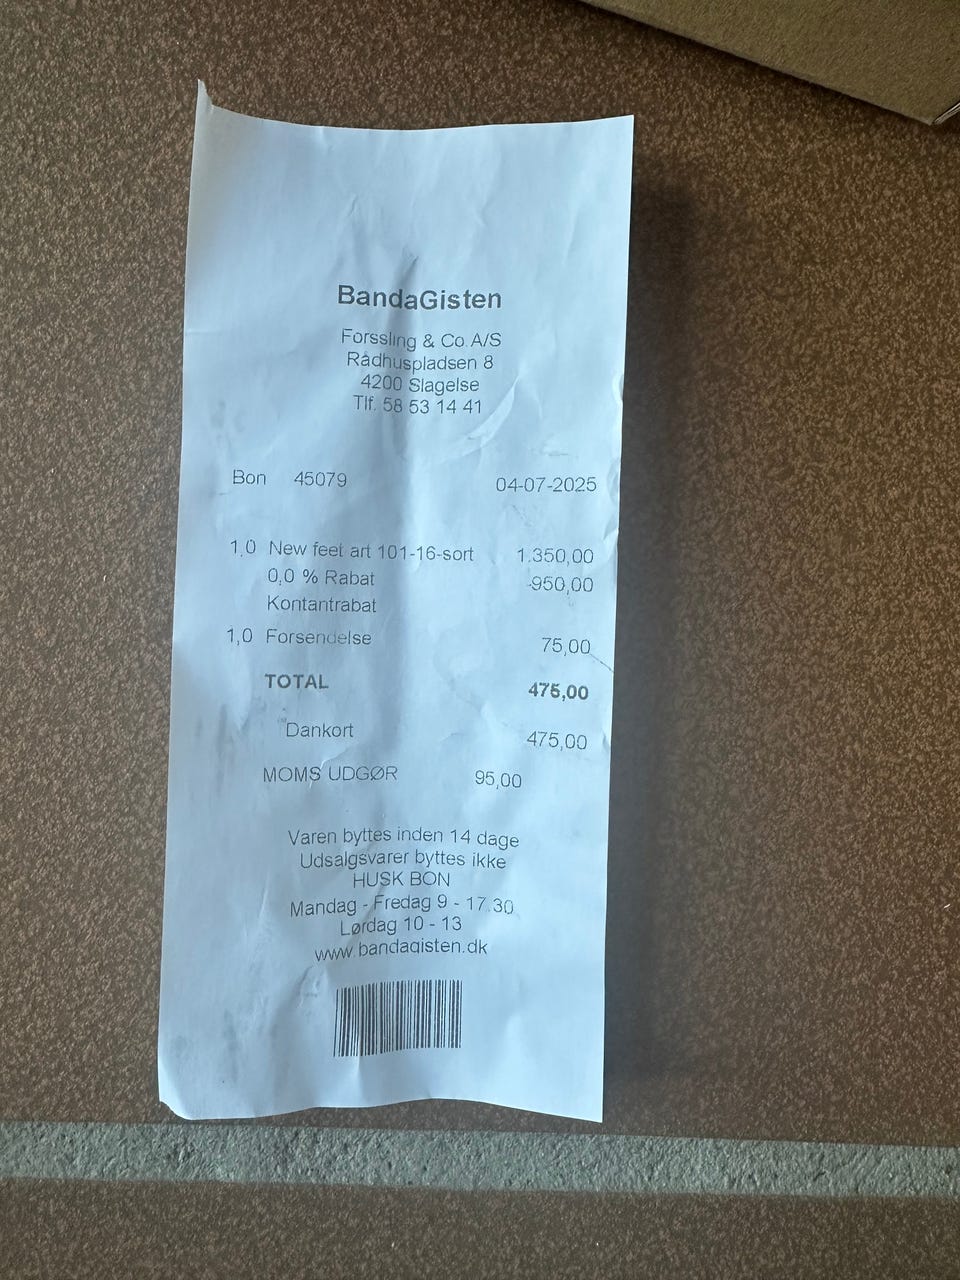 BandaGisten
Forssling & Co A/S
Rådhuspladsen 8
4200 Slagelse
Tlf. 58 53 14 41
Bon 45079 04-07-2025
1,0 New feet art 101-16-sort 1.350,00
0,0 % Rabat -950,00
Kontantrabat
1,0 Forsendelse 75,00
TOTAL 475,00
Dankort 475,00
MOMS UDGØR 95,00
Varen byttes inden 14 dage
Udsalgsvarer byttes ikke
HUSK BON
Mandag - Fredag 9 - 17.30
Lørdag 10 - 13
www.bandagisten.dk